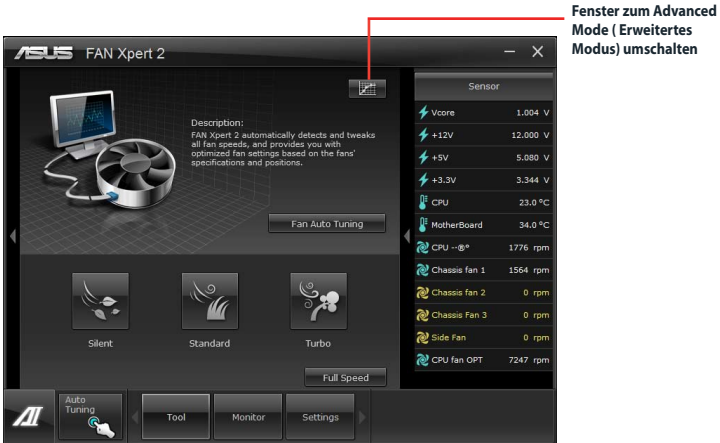 Fenster zum Advanced
Mode ( Erweitertes
Modus) umschalten
ASUS FAN Xpert 2
Description:
FAN Xpert 2 automatically detects and tweaks
all fan speeds, and provides you with
optimized fan settings based on the fans'
specifications and positions.
Fan Auto Tuning
Silent
Standard
Turbo
Full Speed
Sensor
Vcore 1.004 V
+12V 12.000 V
+5V 5.080 V
+3.3V 3.344 V
CPU 23.0 ºC
MotherBoard 34.0 ºC
CPU --®º 1776 rpm
Chassis fan 1 1564 rpm
Chassis fan 2 0 rpm
Chassis Fan 3 0 rpm
Side Fan 0 rpm
CPU fan OPT 7247 rpm
Auto
Tuning
Tool
Monitor
Settings